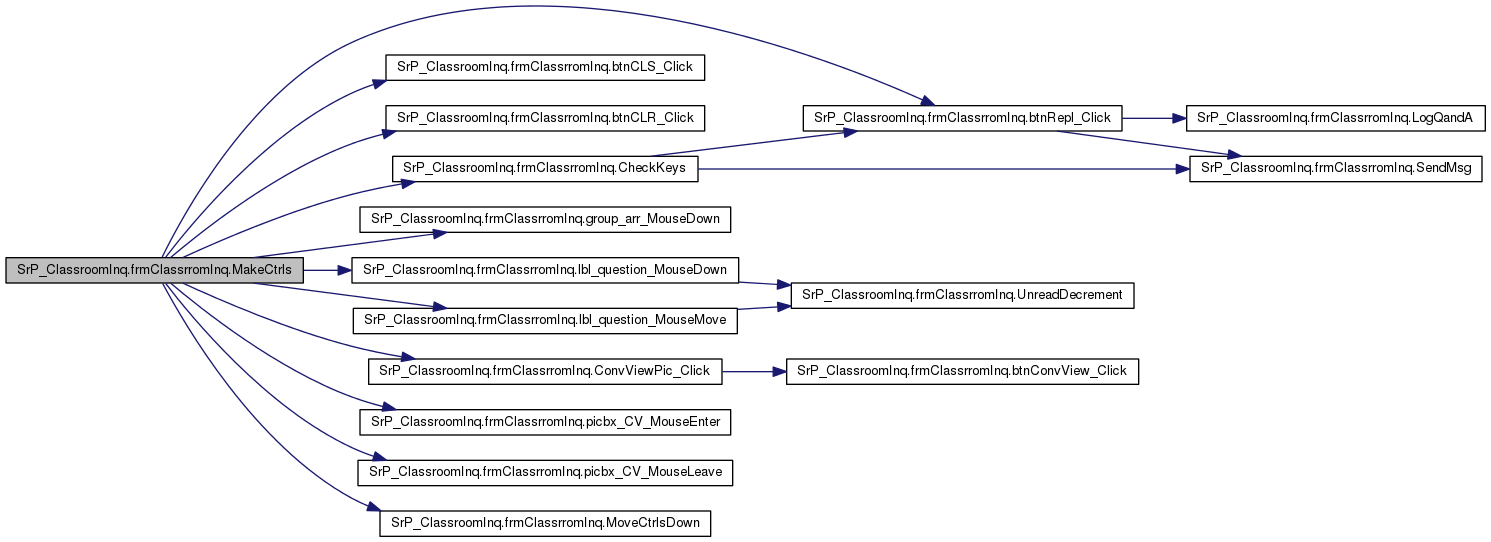 SrP_ClassroomInq.frmClassrromInq.btnCLS_Click
SrP_ClassroomInq.frmClassrromInq.btnCLR_Click
SrP_ClassroomInq.frmClassrromInq.btnRepl_Click
SrP_ClassroomInq.frmClassrromInq.LogQandA
SrP_ClassroomInq.frmClassrromInq.CheckKeys
SrP_ClassroomInq.frmClassrromInq.SendMsg
SrP_ClassroomInq.frmClassrromInq.group_arr_MouseDown
SrP_ClassroomInq.frmClassrromInq.MakeCtrls
SrP_ClassroomInq.frmClassrromInq.lbl_question_MouseDown
SrP_ClassroomInq.frmClassrromInq.UnreadDecrement
SrP_ClassroomInq.frmClassrromInq.lbl_question_MouseMove
SrP_ClassroomInq.frmClassrromInq.ConvViewPic_Click
SrP_ClassroomInq.frmClassrromInq.btnConvView_Click
SrP_ClassroomInq.frmClassrromInq.picbx_CV_MouseEnter
SrP_ClassroomInq.frmClassrromInq.picbx_CV_MouseLeave
SrP_ClassroomInq.frmClassrromInq.MoveCtrlsDown